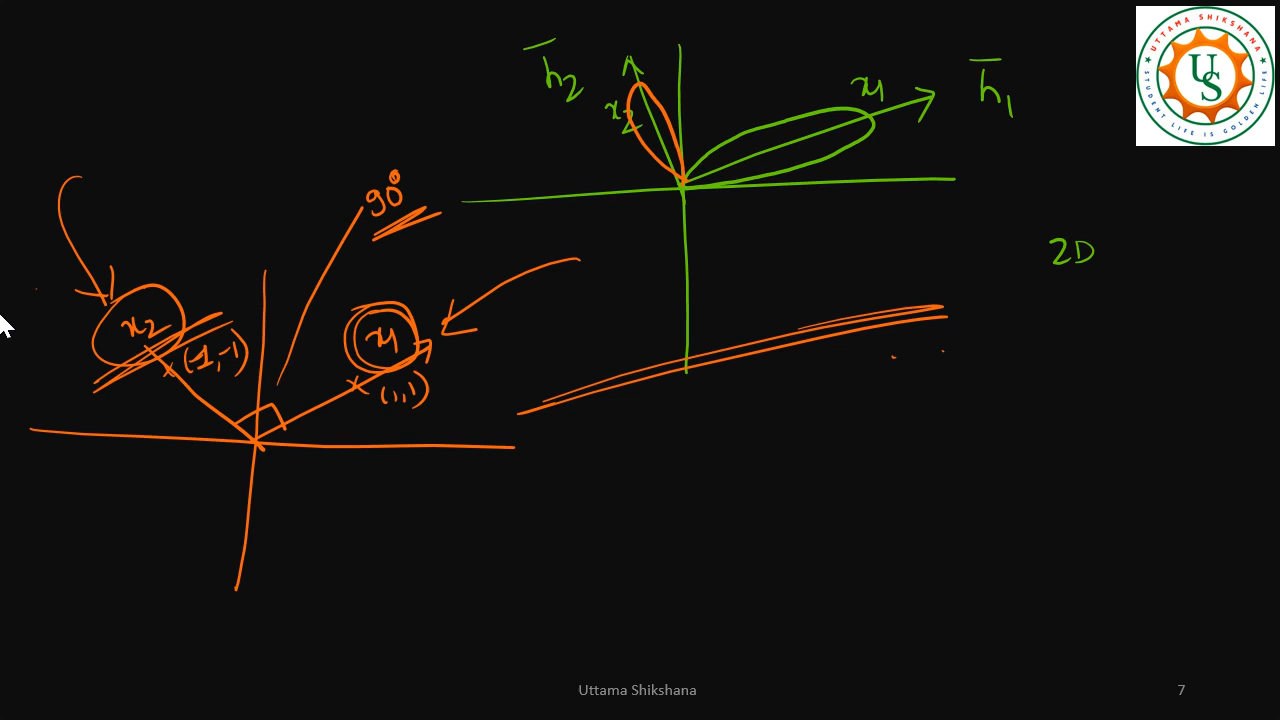 h̅₂
x₂
x₁
h̅₁
UTTAMA SHIKSHANA
US
STUDENT LIFE IS GOLDEN LIFE
90°
2D
x₂
(-1,-1)
x₁
(1,1)
Uttama Shikshana
7